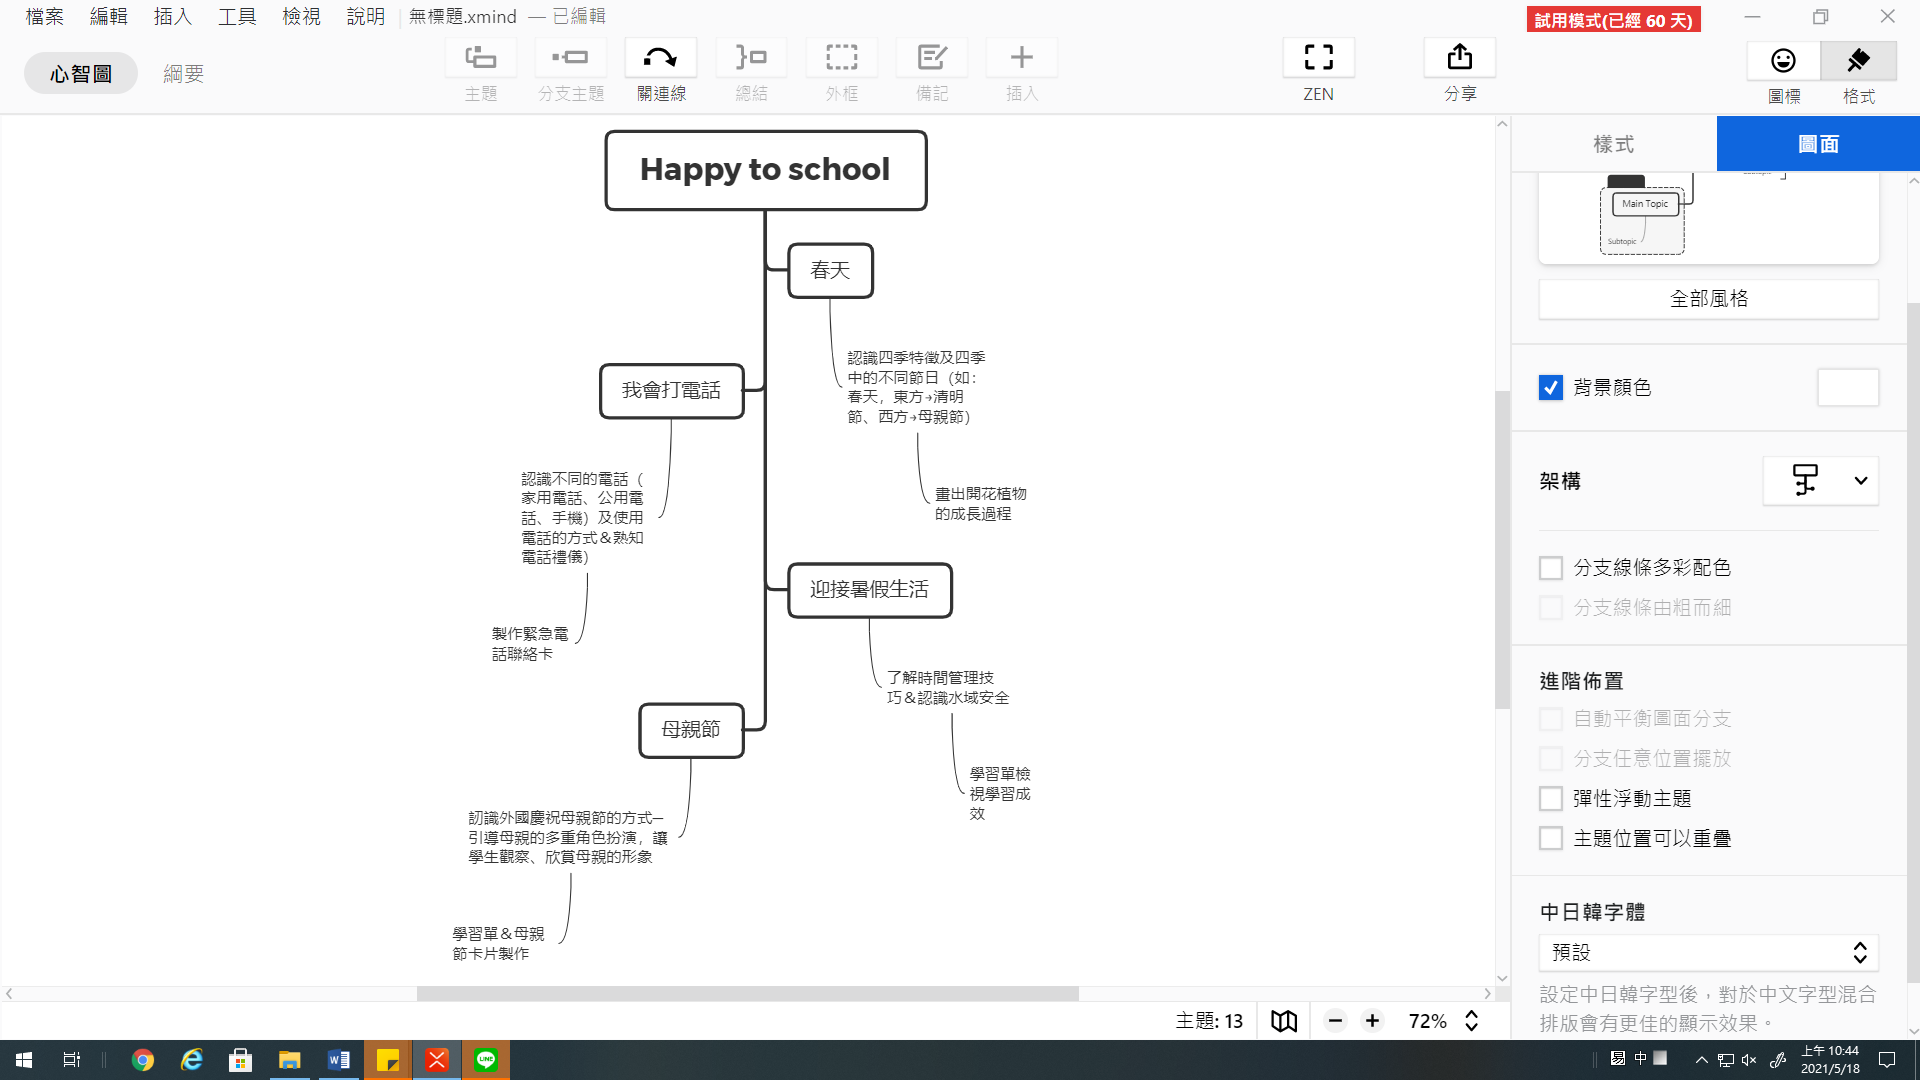 檔案 編輯 插入 工具 檢視 說明 無標題.xmind — 已編輯
試用模式(已經 60 天)
心智圖 綱要
主題 分支主題 關連線 總結 外框 備記 插入 ZEN 分享 圖標 格式
Happy to school
春天
認識四季特徵及四季
中的不同節日（如：
春天，東方→清明
節、西方→母親節）
畫出開花植物
的成長過程
我會打電話
認識不同的電話（
家用電話、公用電
話、手機）及使用
電話的方式＆熟知
電話禮儀）
製作緊急電
話聯絡卡
迎接暑假生活
了解時間管理技
巧＆認識水域安全
學習單檢
視學習成
效
母親節
認識外國慶祝母親節的方式—
引導母親的多重角色扮演，讓
學生觀察、欣賞母親的形象
學習單＆母親
節卡片製作
樣式 圖面
Main Topic
Subtopic
全部風格
背景顏色
架構
分支線條多彩配色
分支線條由粗而細
進階佈置
自動平衡圖面分支
分支任意位置擺放
彈性浮動主題
主題位置可以重疊
中日韓字體
預設
設定中日韓字型後，對於中文字型混合
排版會有更佳的顯示效果。
主題: 13 72%
易 中
上午 10:44
2021/5/18
LINE